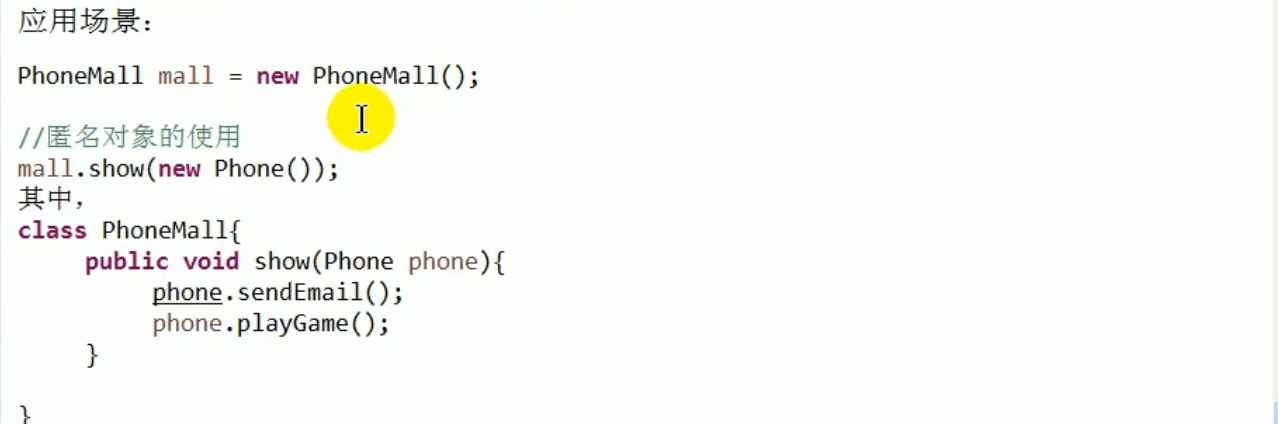 应用场景：
PhoneMall mall = new PhoneMall();
//匿名对象的使用
mall.show(new Phone());
其中，
class PhoneMall{
public void show(Phone phone){
phone.sendEmail();
phone.playGame();
}
}